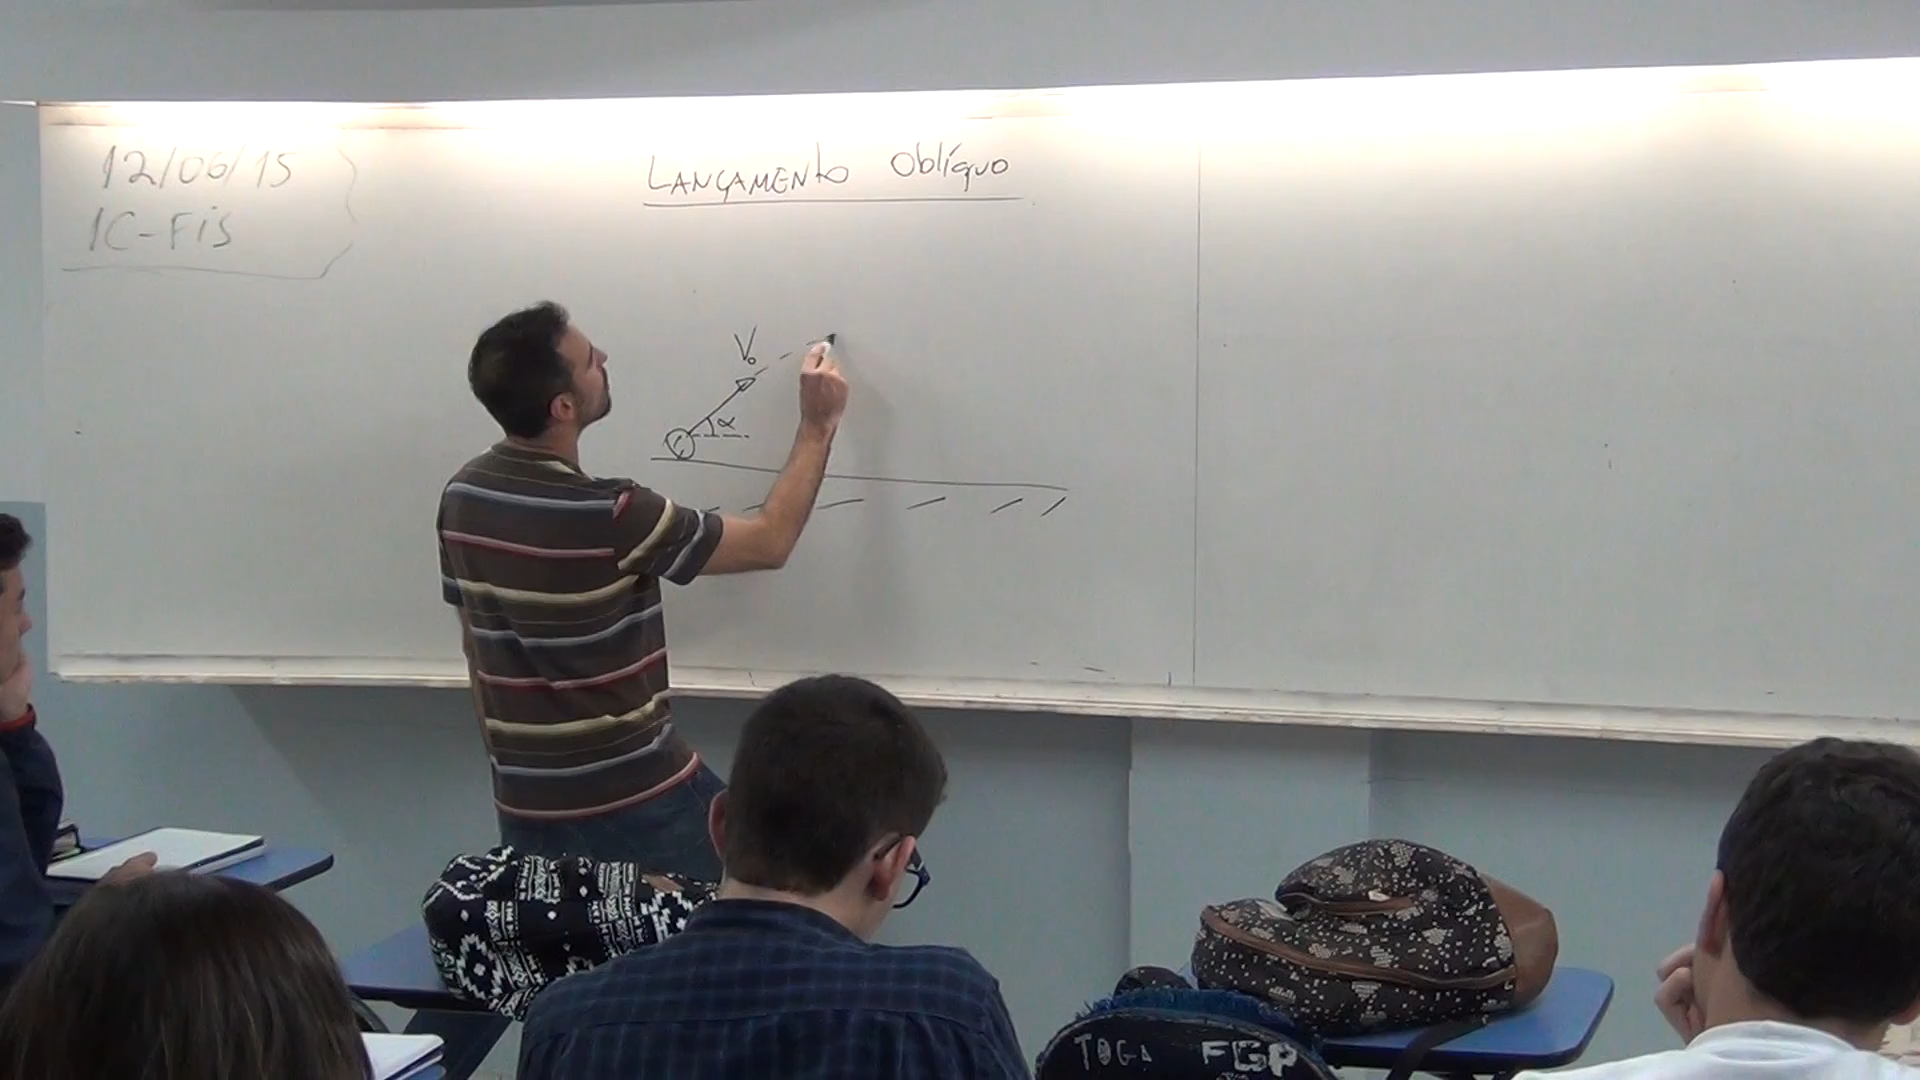 12/06/15
1C-Fis
Lançamento Oblíquo
V₀
α
TOGA FGP